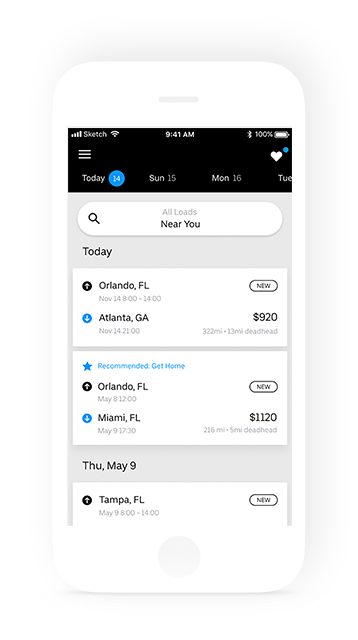 Sketch
9:41 AM
100%
Today 14
Sun 15
Mon 16
Tue
All Loads
Near You
Today
Orlando, FL
NEW
Nov 14 8:00 - 14:00
Atlanta, GA
$920
Nov 14 21:00
322mi • 13mi deadhead
Recommended: Get Home
Orlando, FL
NEW
May 8 12:00
Miami, FL
$1120
May 9 17:30
216 mi • 5mi deadhead
Thu, May 9
Tampa, FL
NEW
May 9 8:00 - 14:00